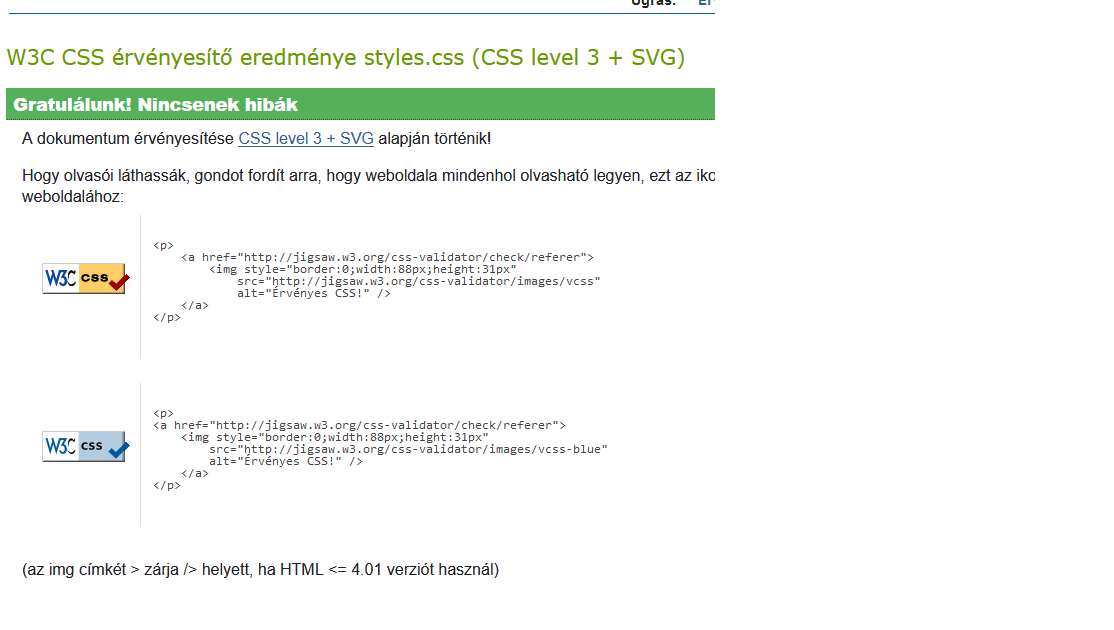 Ugrás:
W3C CSS érvényesítő eredménye styles.css (CSS level 3 + SVG)
Gratulálunk! Nincsenek hibák
A dokumentum érvényesítése CSS level 3 + SVG alapján történik!
Hogy olvasói láthassák, gondot fordít arra, hogy weboldala mindenhol olvasható legyen, ezt az iko
weboldalához:
W3C css
<p>
<a href="http://jigsaw.w3.org/css-validator/check/referer">
<img style="border:0;width:88px;height:31px"
src="http://jigsaw.w3.org/css-validator/images/vcss"
alt="Érvényes CSS!" />
</a>
</p>
W3C css
<p>
<a href="http://jigsaw.w3.org/css-validator/check/referer">
<img style="border:0;width:88px;height:31px"
src="http://jigsaw.w3.org/css-validator/images/vcss-blue"
alt="Érvényes CSS!" />
</a>
</p>
(az img címkét > zárja /> helyett, ha HTML <= 4.01 verziót használ)